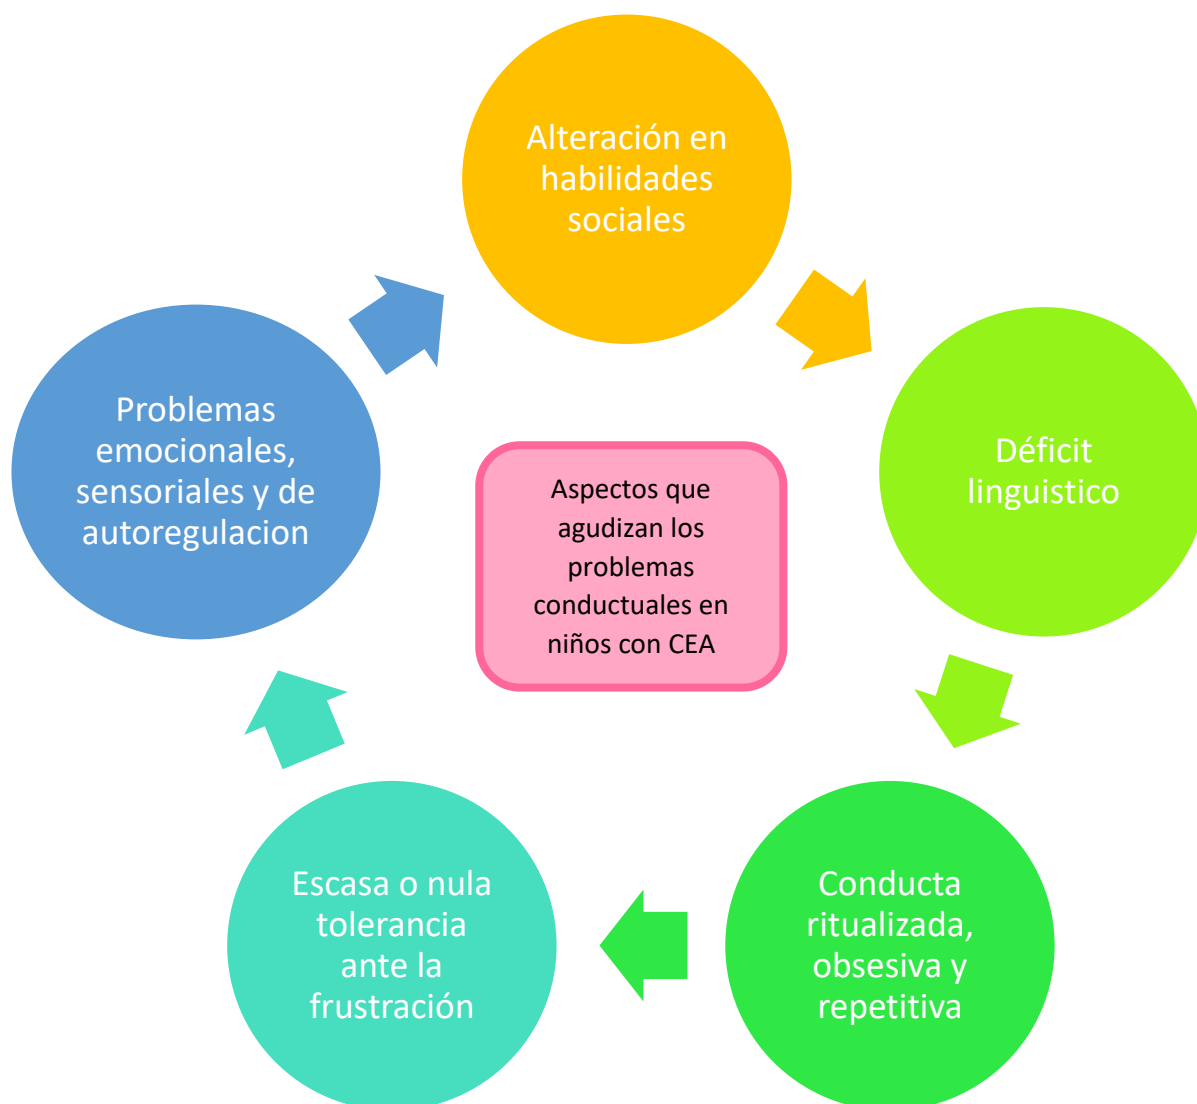 Alteración en
habilidades
sociales
Déficit
linguistico
Conducta
ritualizada,
obsesiva y
repetitiva
Escasa o nula
tolerancia
ante la
frustración
Problemas
emocionales,
sensoriales y de
autoregulacion
Aspectos que
agudizan los
problemas
conductuales en
niños con CEA